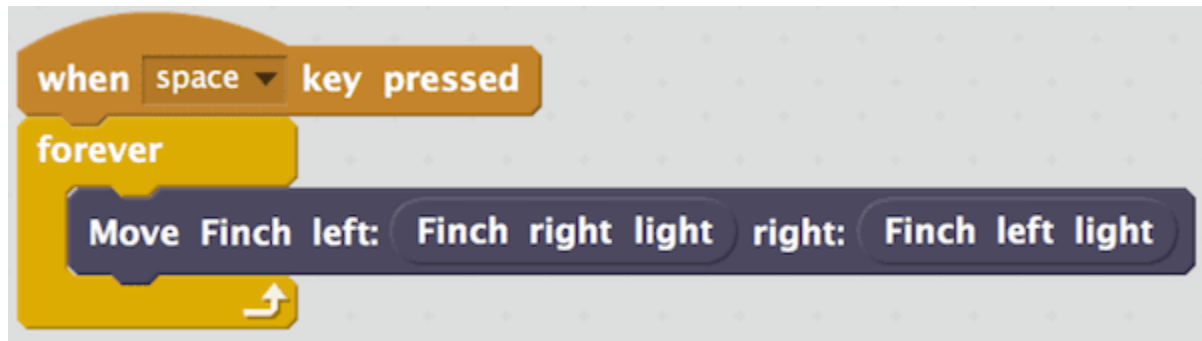 when space key pressed
forever
Move Finch left: Finch right light right: Finch left light